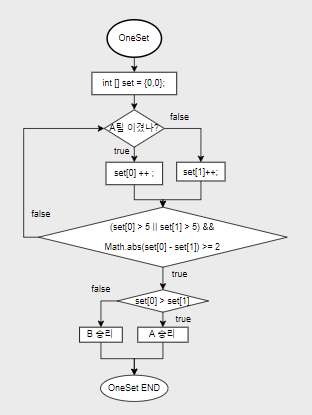 OneSet
int [] set = {0,0};
A팀 이겼나?
false
true
set[0] ++ ;
set[1]++;
false
(set[0] > 5 || set[1] > 5) &&
Math.abs(set[0] - set[1]) >= 2
true
false
set[0] > set[1]
true
B 승리
A 승리
OneSet END